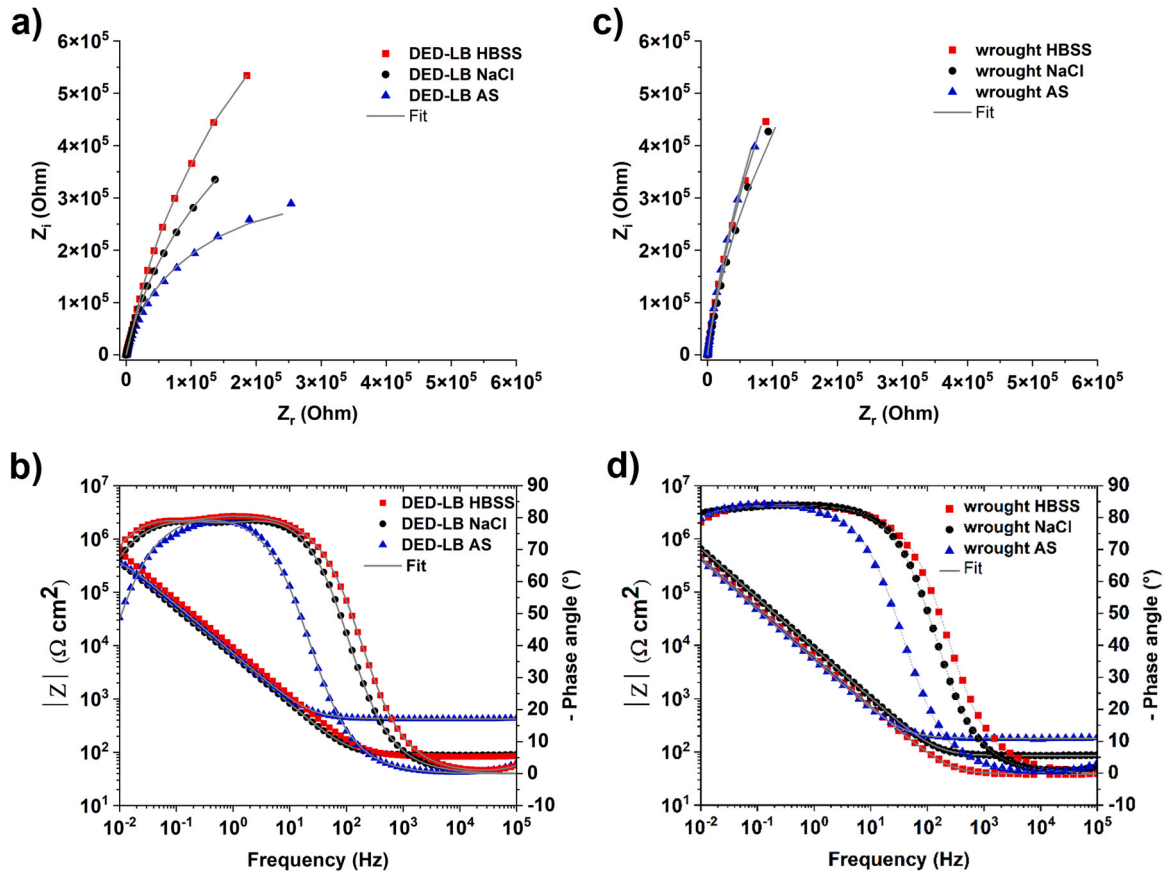 a)
6×10⁵
5×10⁵
4×10⁵
3×10⁵
2×10⁵
1×10⁵
0
Zᵢ (Ohm)
DED-LB HBSS
DED-LB NaCl
DED-LB AS
Fit
0 1×10⁵ 2×10⁵ 3×10⁵ 4×10⁵ 5×10⁵ 6×10⁵
Zᵣ (Ohm)
c)
6×10⁵
5×10⁵
4×10⁵
3×10⁵
2×10⁵
1×10⁵
0
Zᵢ (Ohm)
wrought HBSS
wrought NaCl
wrought AS
Fit
0 1×10⁵ 2×10⁵ 3×10⁵ 4×10⁵ 5×10⁵ 6×10⁵
Zᵣ (Ohm)
b)
10⁷
10⁶
10⁵
10⁴
10³
10²
10¹
|Z| (Ω cm2)
DED-LB HBSS
DED-LB NaCl
DED-LB AS
Fit
90
80
70
60
50
40
30
20
10
0
-10
- Phase angle (°)
10⁻² 10⁻¹ 10⁰ 10¹ 10² 10³ 10⁴ 10⁵
Frequency (Hz)
d)
10⁷
10⁶
10⁵
10⁴
10³
10²
10¹
|Z| (Ω cm2)
wrought HBSS
wrought NaCl
wrought AS
Fit
90
80
70
60
50
40
30
20
10
0
-10
- Phase angle (°)
10⁻² 10⁻¹ 10⁰ 10¹ 10² 10³ 10⁴ 10⁵
Frequency (Hz)